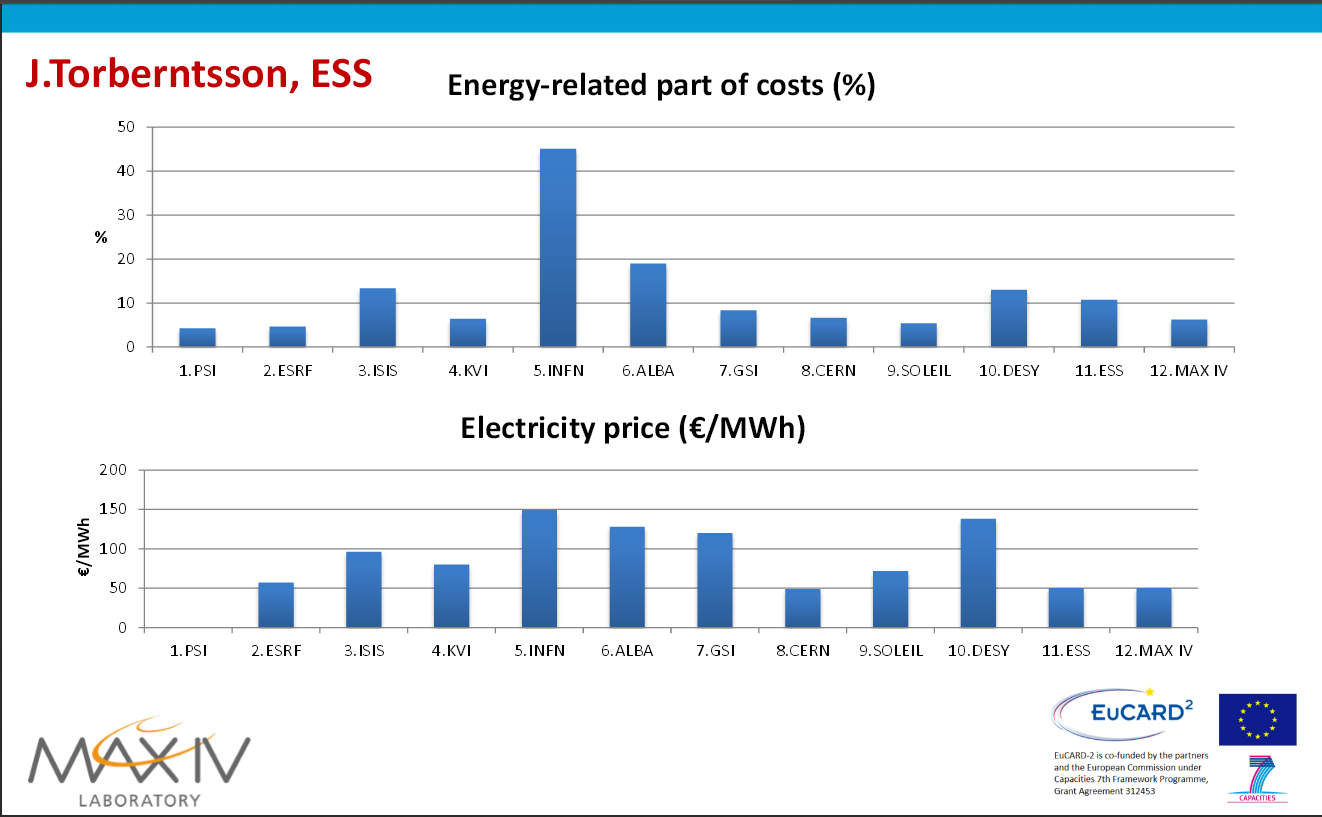 J.Torberntsson, ESS
Energy-related part of costs (%)
50
40
30
20
10
0
%
1.PSI 2.ESRF 3.ISIS 4.KVI 5.INFN 6.ALBA 7.GSI 8.CERN 9.SOLEIL 10.DESY 11.ESS 12.MAX IV
Electricity price (€/MWh)
200
150
100
50
0
€/MWh
1.PSI 2.ESRF 3.ISIS 4.KVI 5.INFN 6.ALBA 7.GSI 8.CERN 9.SOLEIL 10.DESY 11.ESS 12.MAX IV
MAX IV
LABORATORY
EuCARD²
EuCARD-2 is co-funded by the partners
and the European Commission under
Capacities 7th Framework Programme,
Grant Agreement 312453
7
CAPACITIES